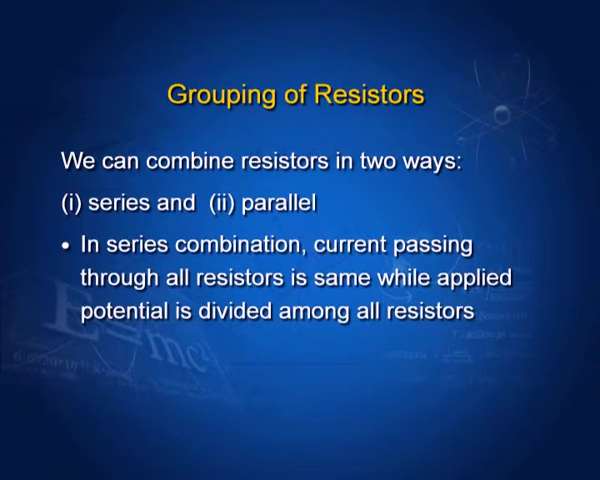 Grouping of Resistors
We can combine resistors in two ways:
(i) series and (ii) parallel
• In series combination, current passing
through all resistors is same while applied
potential is divided among all resistors
E=mc²